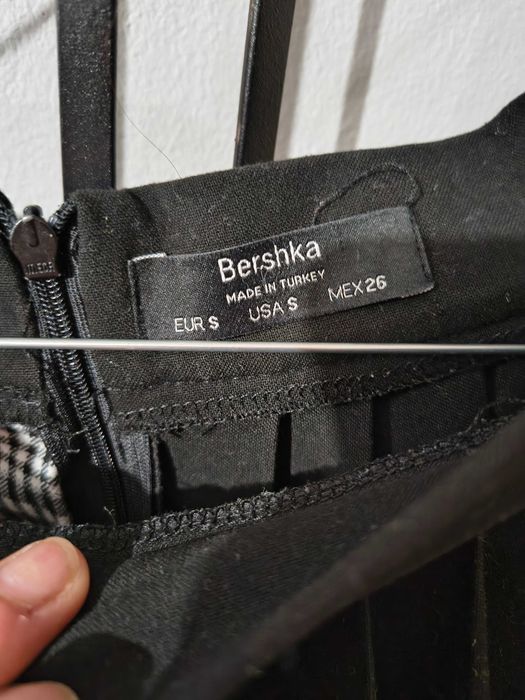 Bershka
MADE IN TURKEY
EUR S USA S MEX 26